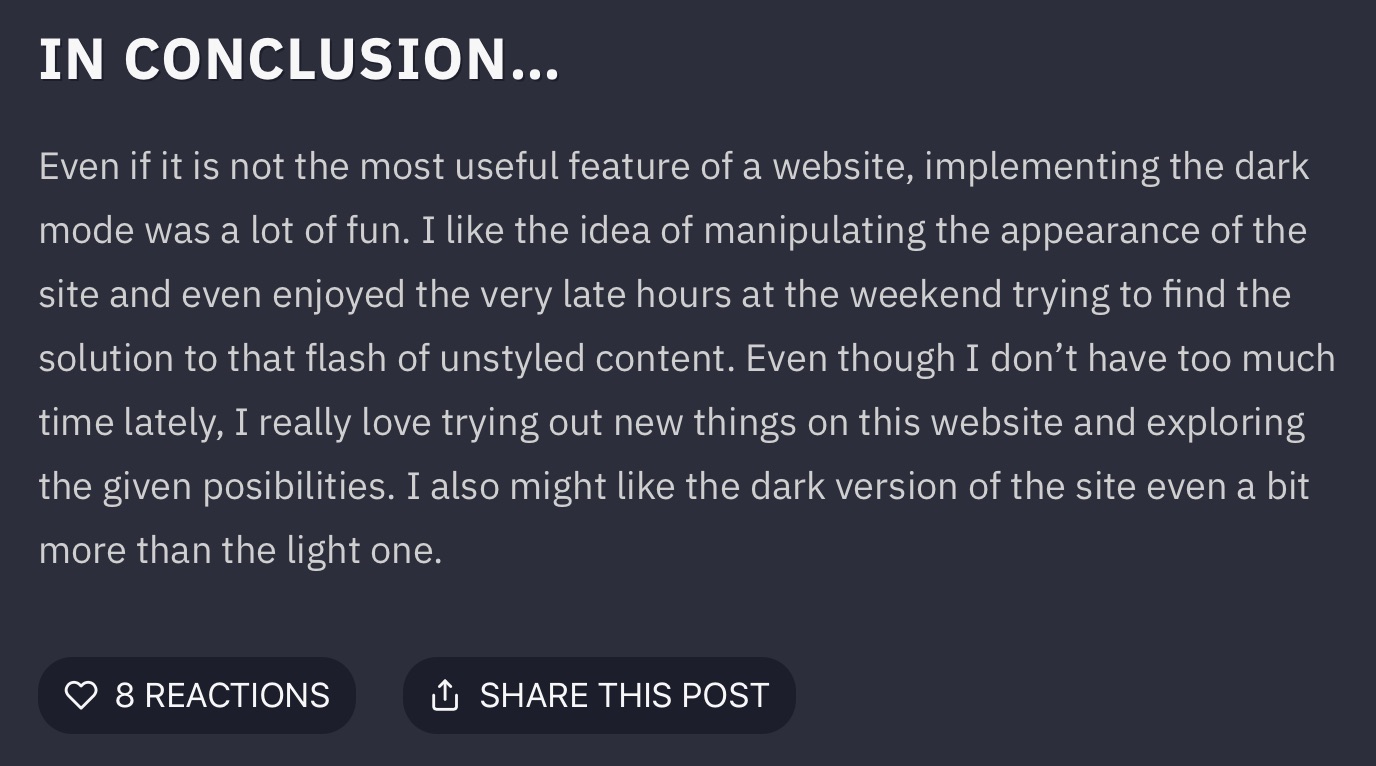 IN CONCLUSION…
Even if it is not the most useful feature of a website, implementing the dark
mode was a lot of fun. I like the idea of manipulating the appearance of the
site and even enjoyed the very late hours at the weekend trying to find the
solution to that flash of unstyled content. Even though I don’t have too much
time lately, I really love trying out new things on this website and exploring
the given posibilities. I also might like the dark version of the site even a bit
more than the light one.
8 REACTIONS
SHARE THIS POST